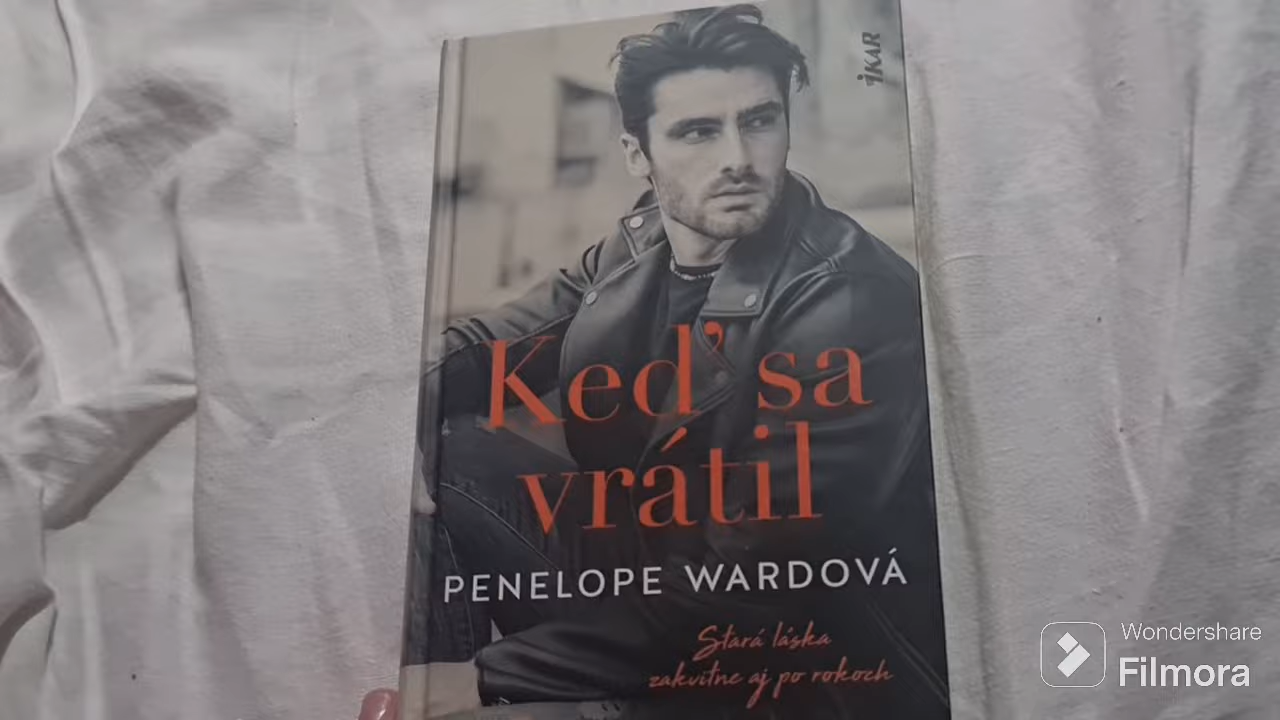 iKAR
Keď sa
vrátil
PENELOPE WARDOVÁ
Stará láska
zakvitne aj po rokoch
Wondershare
Filmora